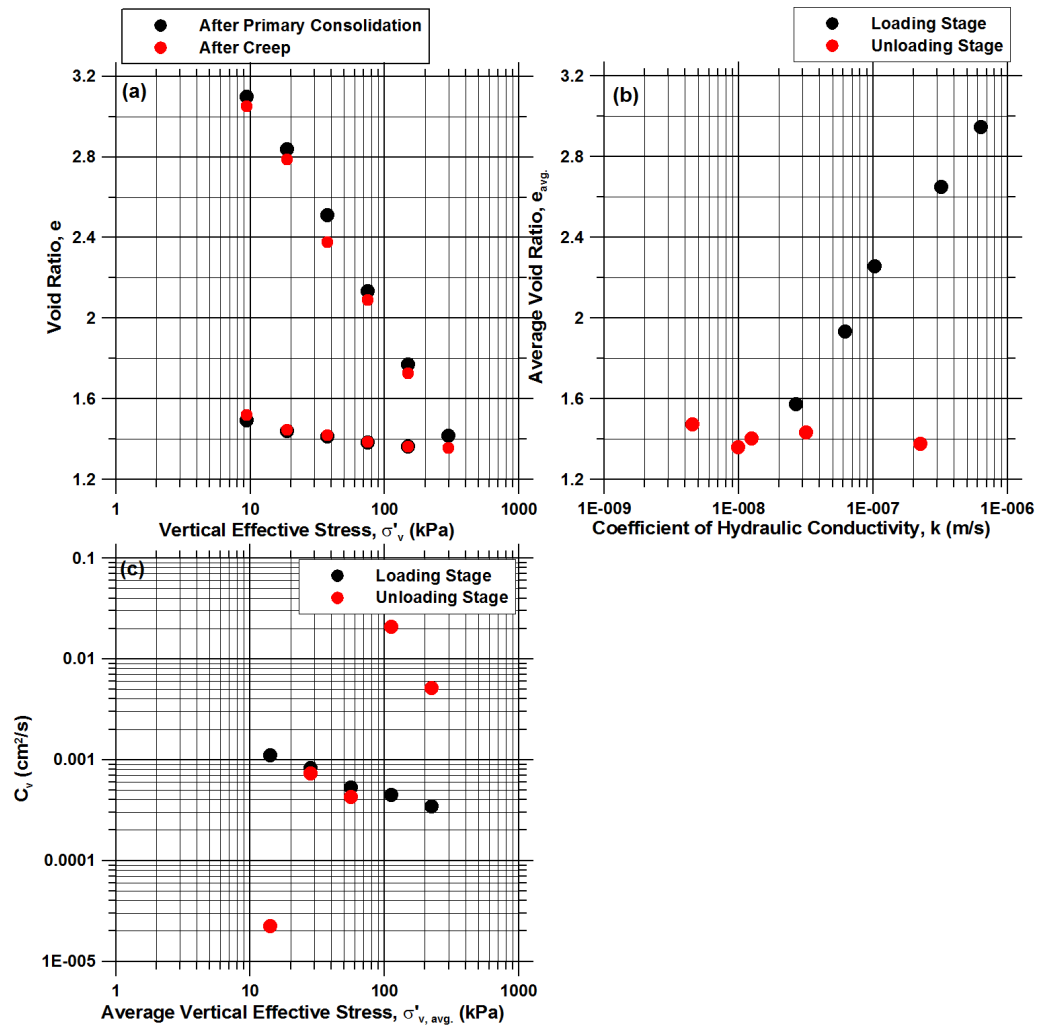 After Primary Consolidation
After Creep
(a)
3.2
2.8
2.4
2
1.6
1.2
Void Ratio, e
1
10
100
1000
Vertical Effective Stress, σ'v (kPa)
Loading Stage
Unloading Stage
(b)
3.2
2.8
2.4
2
1.6
1.2
Average Void Ratio, eavg.
1E-009
1E-008
1E-007
1E-006
Coefficient of Hydraulic Conductivity, k (m/s)
(c)
Loading Stage
Unloading Stage
0.1
0.01
0.001
0.0001
1E-005
Cv (cm²/s)
1
10
100
1000
Average Vertical Effective Stress, σ'v, avg. (kPa)